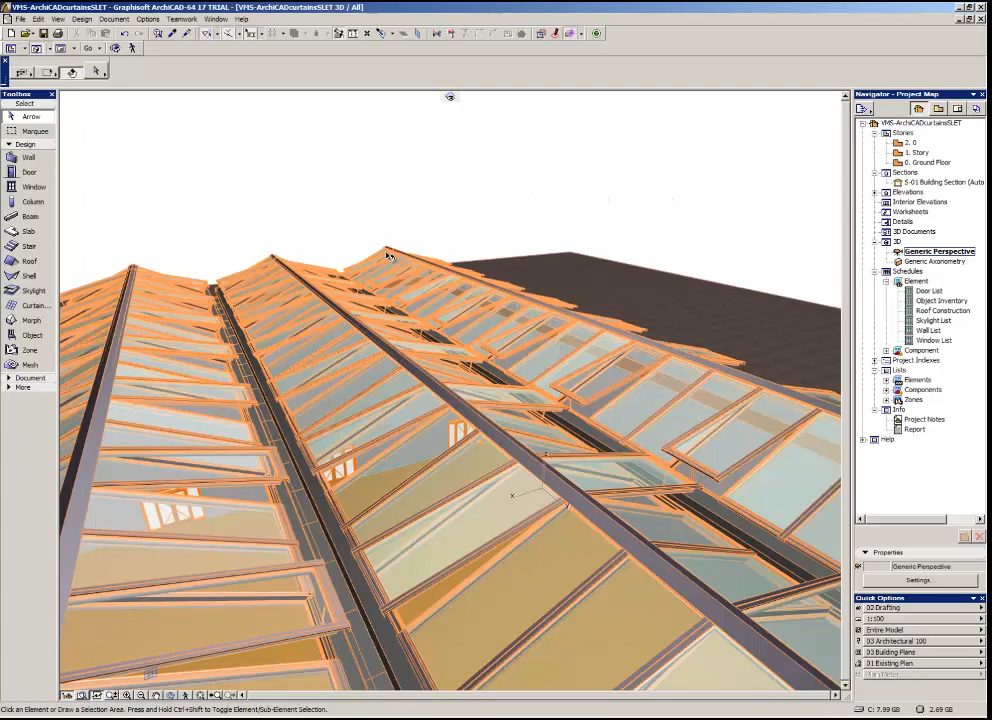 VMS-ArchiCADcurtainsSLET - Graphisoft ArchiCAD-64 17 TRIAL - [VMS-ArchiCADcurtainsSLET 3D / All]
File Edit View Design Document Options Teamwork Window Help
Go
Toolbox
Select
Arrow
Marquee
Design
Wall
Door
Window
Column
Beam
Slab
Stair
Roof
Shell
Skylight
Curtain...
Morph
Object
Zone
Mesh
Document
More
x
z
y
Navigator - Project Map
VMS-ArchiCADcurtainsSLET
Stories
2. 0
1. Story
0. Ground Floor
Sections
S-01 Building Section (Auto
Elevations
Interior Elevations
Worksheets
Details
3D Documents
3D
Generic Perspective
Generic Axonometry
Schedules
Element
Door List
Object Inventory
Roof Construction
Skylight List
Wall List
Window List
Component
Project Indexes
Lists
Elements
Components
Zones
Info
Project Notes
Report
Help
Properties
Generic Perspective
Settings...
Quick Options
02 Drafting
1:100
Entire Model
03 Architectural 100
03 Building Plans
01 Existing Plan
Plain Meter
Click an Element or Draw a Selection Area. Press and Hold Ctrl+Shift to Toggle Element/Sub-Element Selection.
C: 7.99 GB
2.69 GB